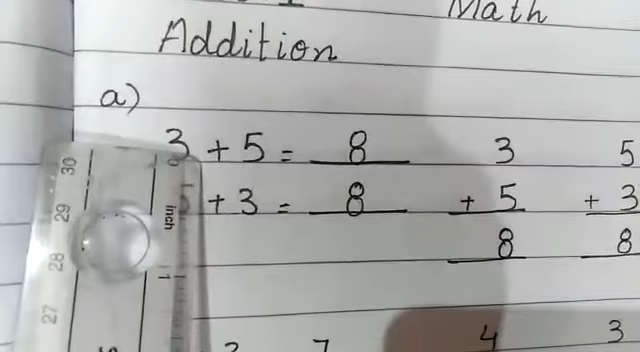 Math
Addition
a)
3 + 5 = 8 3 5
+ 3 = 8 + 5 + 3
8 8
30
29
28
27
inch
1
4 3